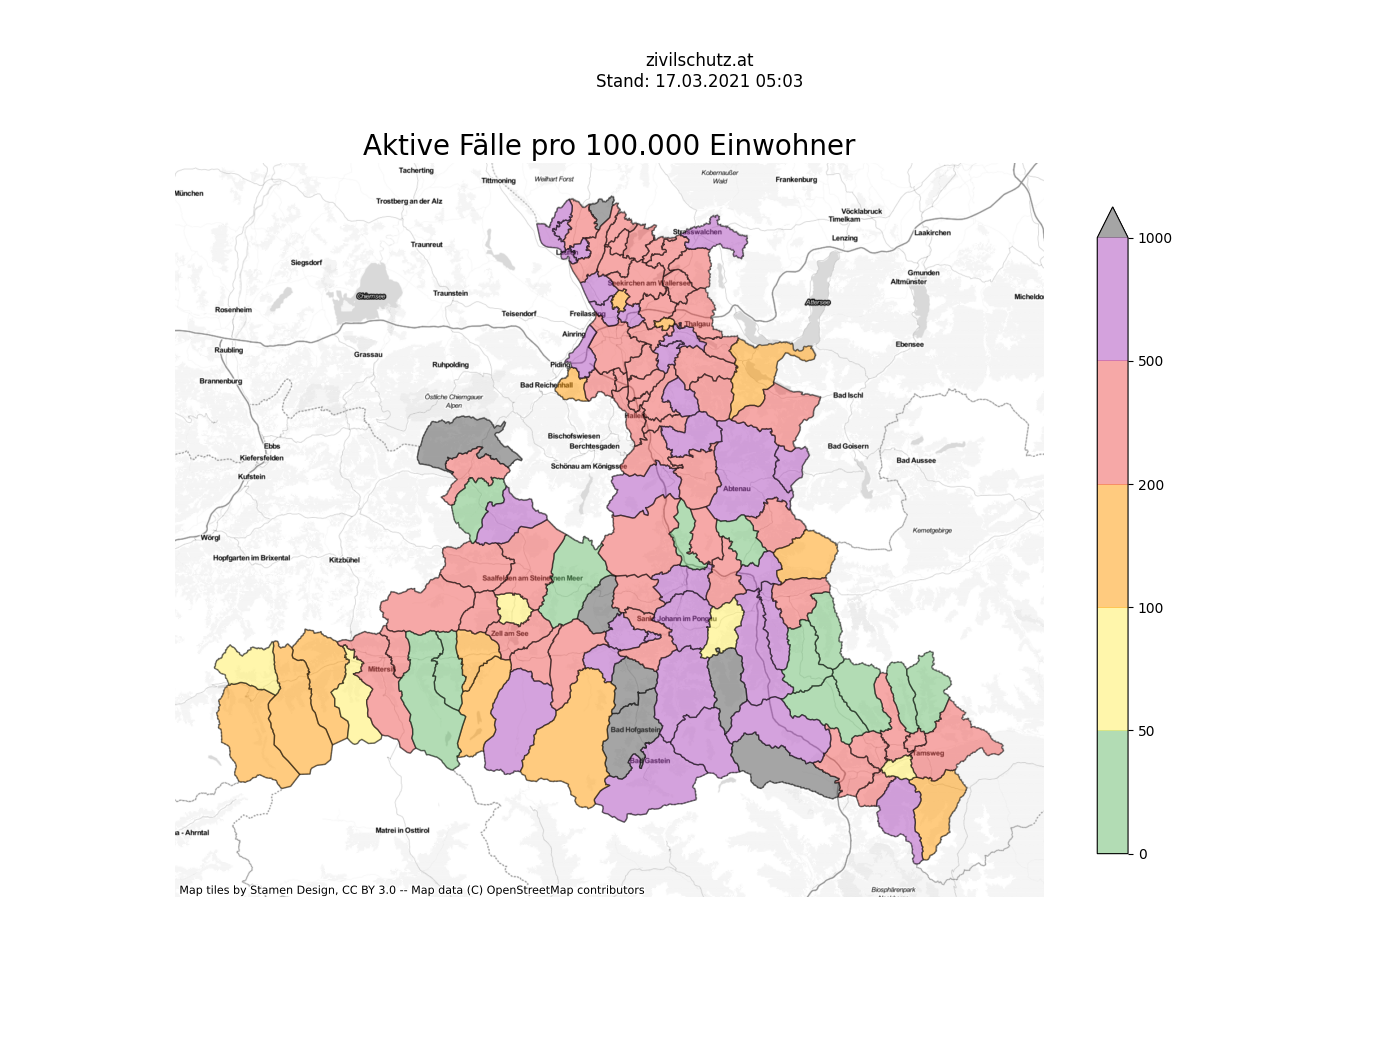 zivilschutz.at
Stand: 17.03.2021 05:03
Aktive Fälle pro 100.000 Einwohner
Tacherting
Tittmoning
Weilhart Forst
Kobernaußer
Wald
Frankenburg
München
Trostberg an der Alz
Vöcklabruck
Timelkam
Laakirchen
Straßwalchen
Lenzing
Traunreut
Siegsdorf
Gmunden
Altmünster
Seekirchen am Wallersee
Chiemsee
Traunstein
Attersee
Micheldo
Rosenheim
Teisendorf
Freilassing
Thalgau
Ainring
Ebensee
Raubling
Grassau
Ruhpolding
Piding
Brannenburg
Bad Reichenhall
Östliche Chiemgauer
Alpen
Bad Ischl
Hallein
Bischofswiesen
Berchtesgaden
Bad Goisern
Ebbs
Kiefersfelden
Schönau am Königssee
Bad Aussee
Kufstein
Abtenau
Wörgl
Kemetgebirge
Hopfgarten im Brixental
Kitzbühel
Saalfelden am Steinernen Meer
Sankt Johann im Pongau
Zell am See
Mittersill
Bad Hofgastein
Tamsweg
Bad Gastein
a - Ahrntal
Matrei in Osttirol
Biosphärenpark
Map tiles by Stamen Design, CC BY 3.0 -- Map data (C) OpenStreetMap contributors
1000
500
200
100
50
0